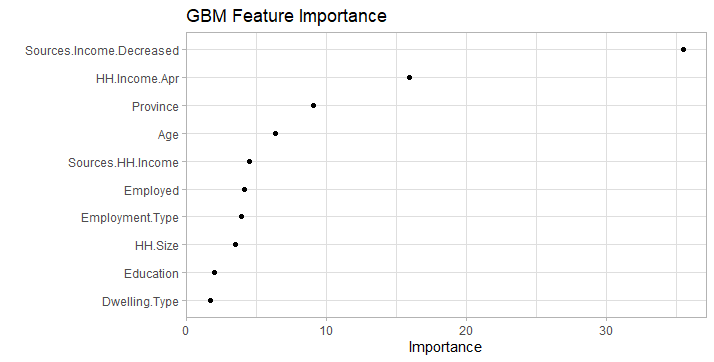 GBM Feature Importance
Sources.Income.Decreased
HH.Income.Apr
Province
Age
Sources.HH.Income
Employed
Employment.Type
HH.Size
Education
Dwelling.Type
0 10 20 30
Importance